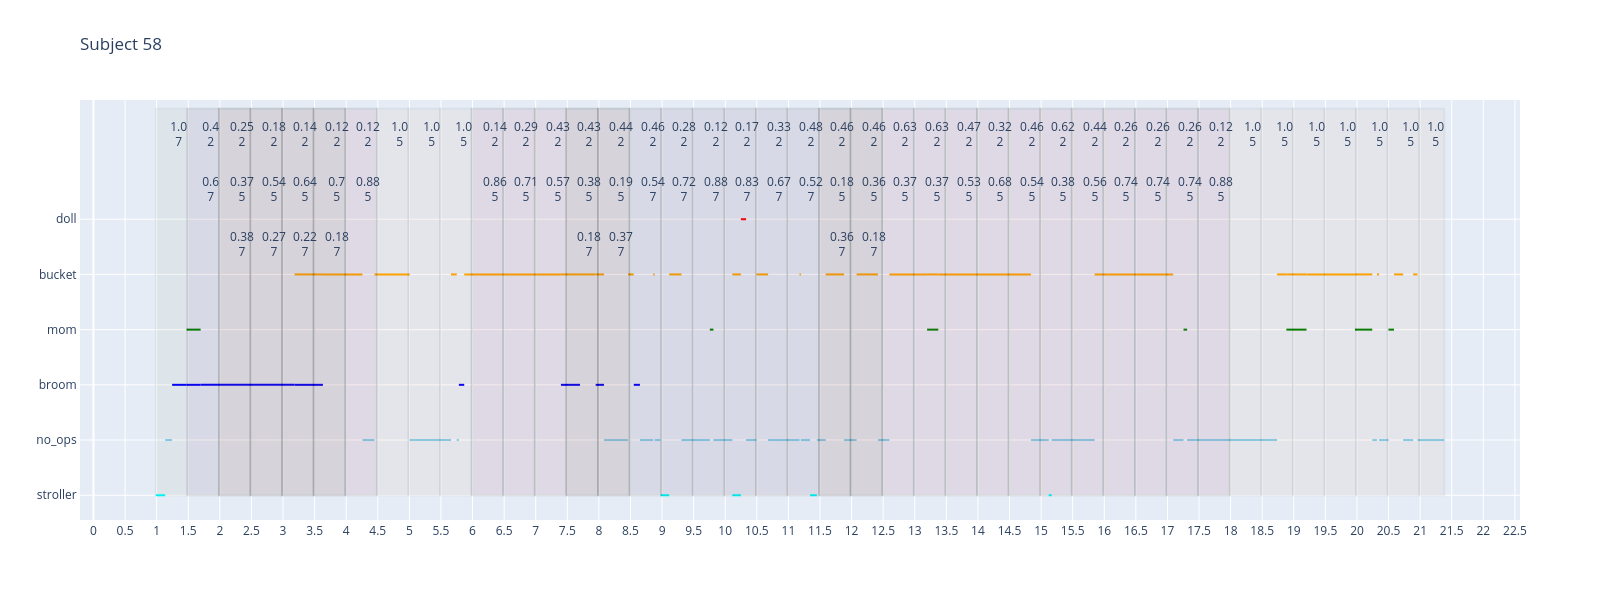 Subject 58
1.0 0.4 0.25 0.18 0.14 0.12 0.12 1.0 1.0 1.0 0.14 0.29 0.43 0.43 0.44 0.46 0.28 0.12 0.17 0.33 0.48 0.46 0.46 0.63 0.63 0.47 0.32 0.46 0.62 0.44 0.26 0.26 0.26 0.12 1.0 1.0 1.0 1.0 1.0 1.0 1.0
7 2 2 2 2 2 2 5 5 5 2 2 2 2 2 2 2 2 2 2 2 2 2 2 2 2 2 2 2 2 2 2 2 2 5 5 5 5 5 5 5
0.6 0.37 0.54 0.64 0.7 0.88 0.86 0.71 0.57 0.38 0.19 0.54 0.72 0.88 0.83 0.67 0.52 0.18 0.36 0.37 0.37 0.53 0.68 0.54 0.38 0.56 0.74 0.74 0.74 0.88
7 5 5 5 5 5 5 5 5 5 5 7 7 7 7 7 7 5 5 5 5 5 5 5 5 5 5 5 5 5
doll
0.38 0.27 0.22 0.18 0.18 0.37 0.36 0.18
7 7 7 7 7 7 7 7
bucket
mom
broom
no_ops
stroller
0 0.5 1 1.5 2 2.5 3 3.5 4 4.5 5 5.5 6 6.5 7 7.5 8 8.5 9 9.5 10 10.5 11 11.5 12 12.5 13 13.5 14 14.5 15 15.5 16 16.5 17 17.5 18 18.5 19 19.5 20 20.5 21 21.5 22 22.5